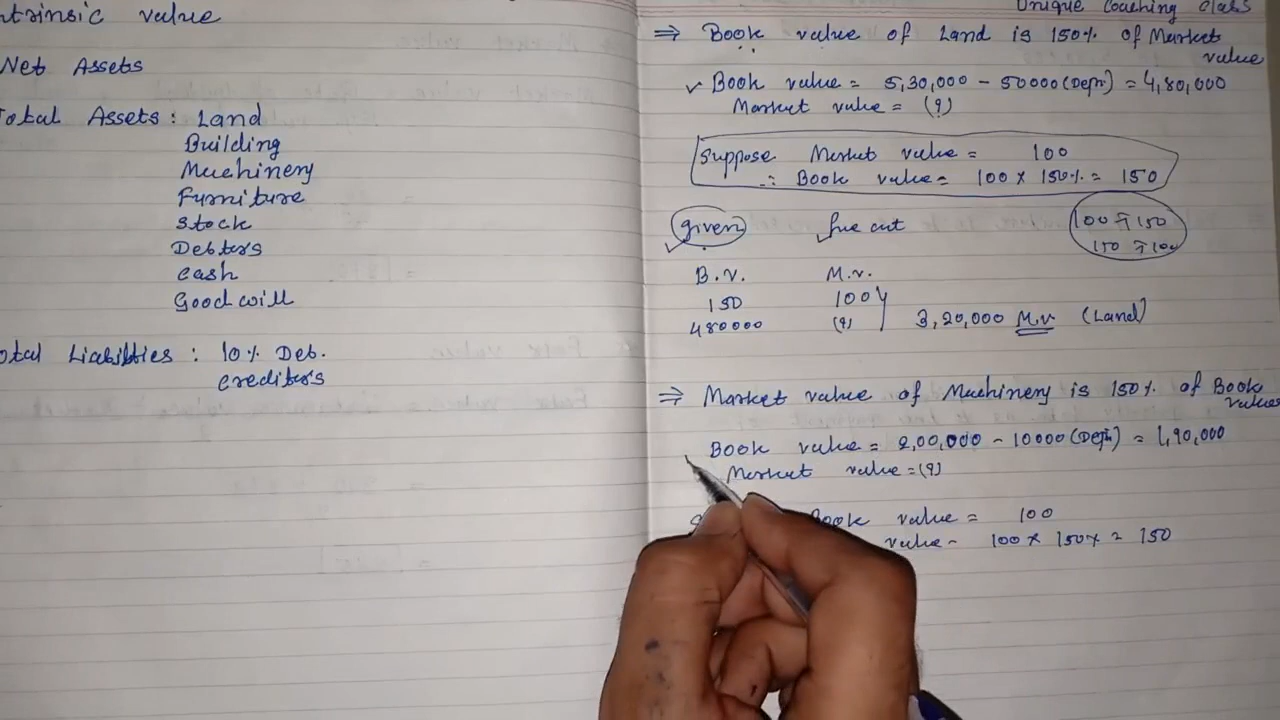 ntrinsic value
Net Assets
Total Assets: Land
Building
Machinery
Furniture
Stock
Debtors
Cash
Goodwill
otal Liabilities : 10% Deb.
creditors
Unique Coaching Class
⇒ Book value of Land is 150% of Market value
✓ Book value = 5,30,000 - 50000 (Depn) = 4,80,000
Market value = (?)
Suppose Market value = 100
∴ Book value = 100 x 150% = 150
given
B.V. M.V.
150 100
480000 (?) 3,20,000 M.V (Land)
100 → 150
150 → 100
⇒ Market value of Machinery is 150% of Book value
Book value = 2,00,000 - 10000 (Depn) = 1,90,000
Market value = (?)
Book value = 100
value = 100 x 150% = 150